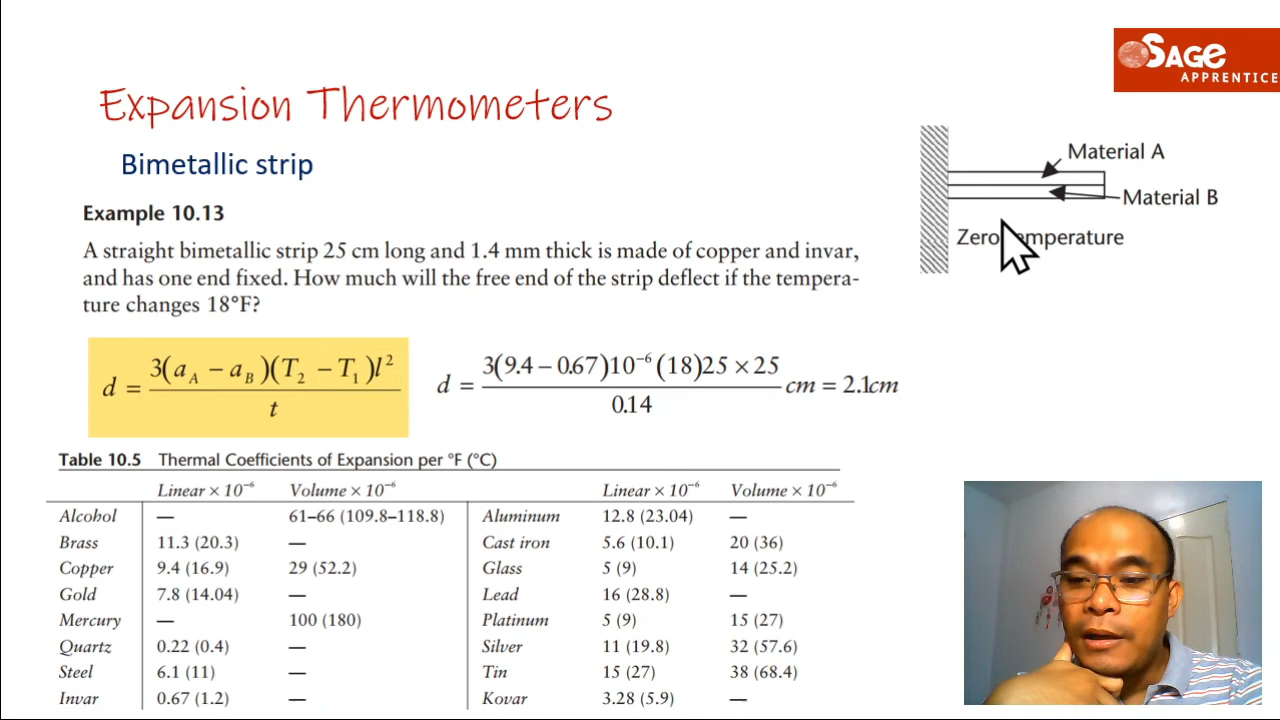 SAGE
APPRENTICE
Expansion Thermometers
Bimetallic strip
Material A
Material B
Zero temperature
Example 10.13
A straight bimetallic strip 25 cm long and 1.4 mm thick is made of copper and invar,
and has one end fixed. How much will the free end of the strip deflect if the tempera-
ture changes 18°F?
d = 3(a_A − a_B)(T_2 − T_1)l^2 / t
d = 3(9.4 − 0.67)10^−6 (18)25 × 25 / 0.14 cm = 2.1cm
Table 10.5 Thermal Coefficients of Expansion per °F (°C)
Linear × 10^−6 Volume × 10^−6 Linear × 10^−6 Volume × 10^−6
Alcohol — 61–66 (109.8–118.8) Aluminum 12.8 (23.04) —
Brass 11.3 (20.3) — Cast iron 5.6 (10.1) 20 (36)
Copper 9.4 (16.9) 29 (52.2) Glass 5 (9) 14 (25.2)
Gold 7.8 (14.04) — Lead 16 (28.8) —
Mercury — 100 (180) Platinum 5 (9) 15 (27)
Quartz 0.22 (0.4) — Silver 11 (19.8) 32 (57.6)
Steel 6.1 (11) — Tin 15 (27) 38 (68.4)
Invar 0.67 (1.2) — Kovar 3.28 (5.9) —